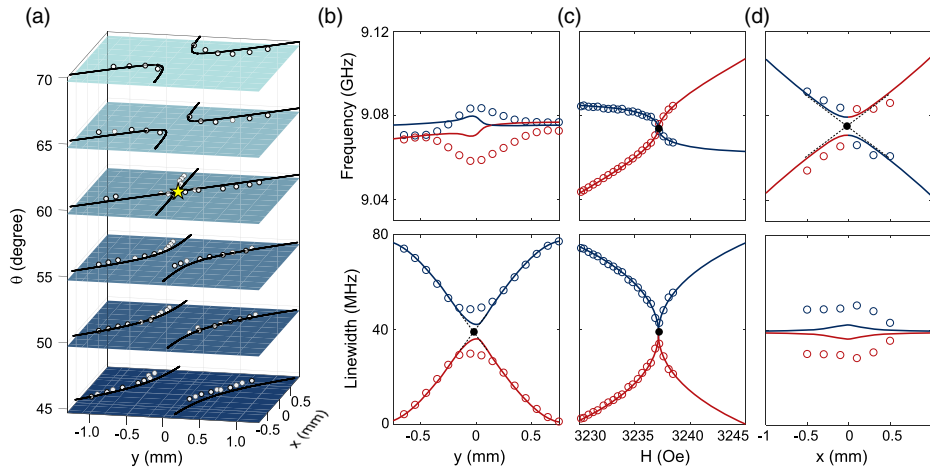 (a)
(b)
(c)
(d)
θ (degree)
70
65
60
55
50
45
-1.0
-0.5
0
0.5
1.0
y (mm)
-0.5
0
0.5
x (mm)
Frequency (GHz)
9.12
9.08
9.04
Linewidth (MHz)
80
40
0
-0.5
0
0.5
y (mm)
3230
3235
3240
3245
H (Oe)
-1
-0.5
0
0.5
x (mm)